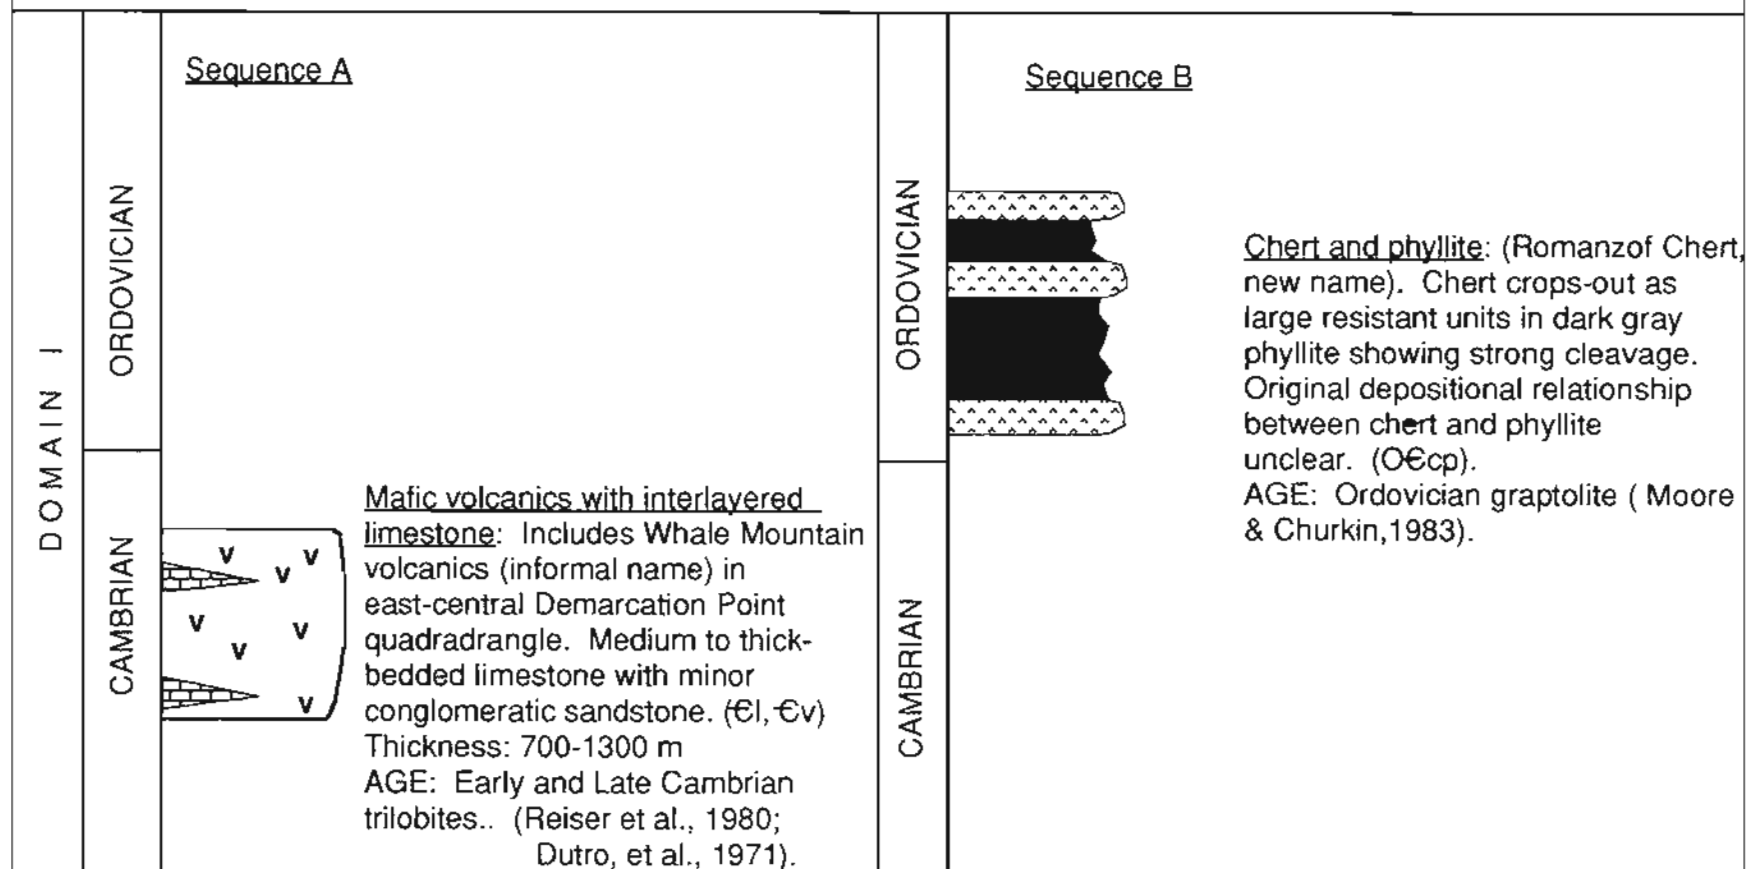 DOMAIN I
Sequence A
ORDOVICIAN
CAMBRIAN
Mafic volcanics with interlayered
limestone: Includes Whale Mountain
volcanics (informal name) in
east-central Demarcation Point
quadradrangle. Medium to thick-
bedded limestone with minor
conglomeratic sandstone. (Ꞓl, Ꞓv)
Thickness: 700-1300 m
AGE: Early and Late Cambrian
trilobites.. (Reiser et al., 1980;
Dutro, et al., 1971).
v v v
v v v
v
Sequence B
ORDOVICIAN
CAMBRIAN
Chert and phyllite: (Romanzof Chert,
new name). Chert crops-out as
large resistant units in dark gray
phyllite showing strong cleavage.
Original depositional relationship
between chert and phyllite
unclear. (OꞒcp).
AGE: Ordovician graptolite ( Moore
& Churkin,1983).